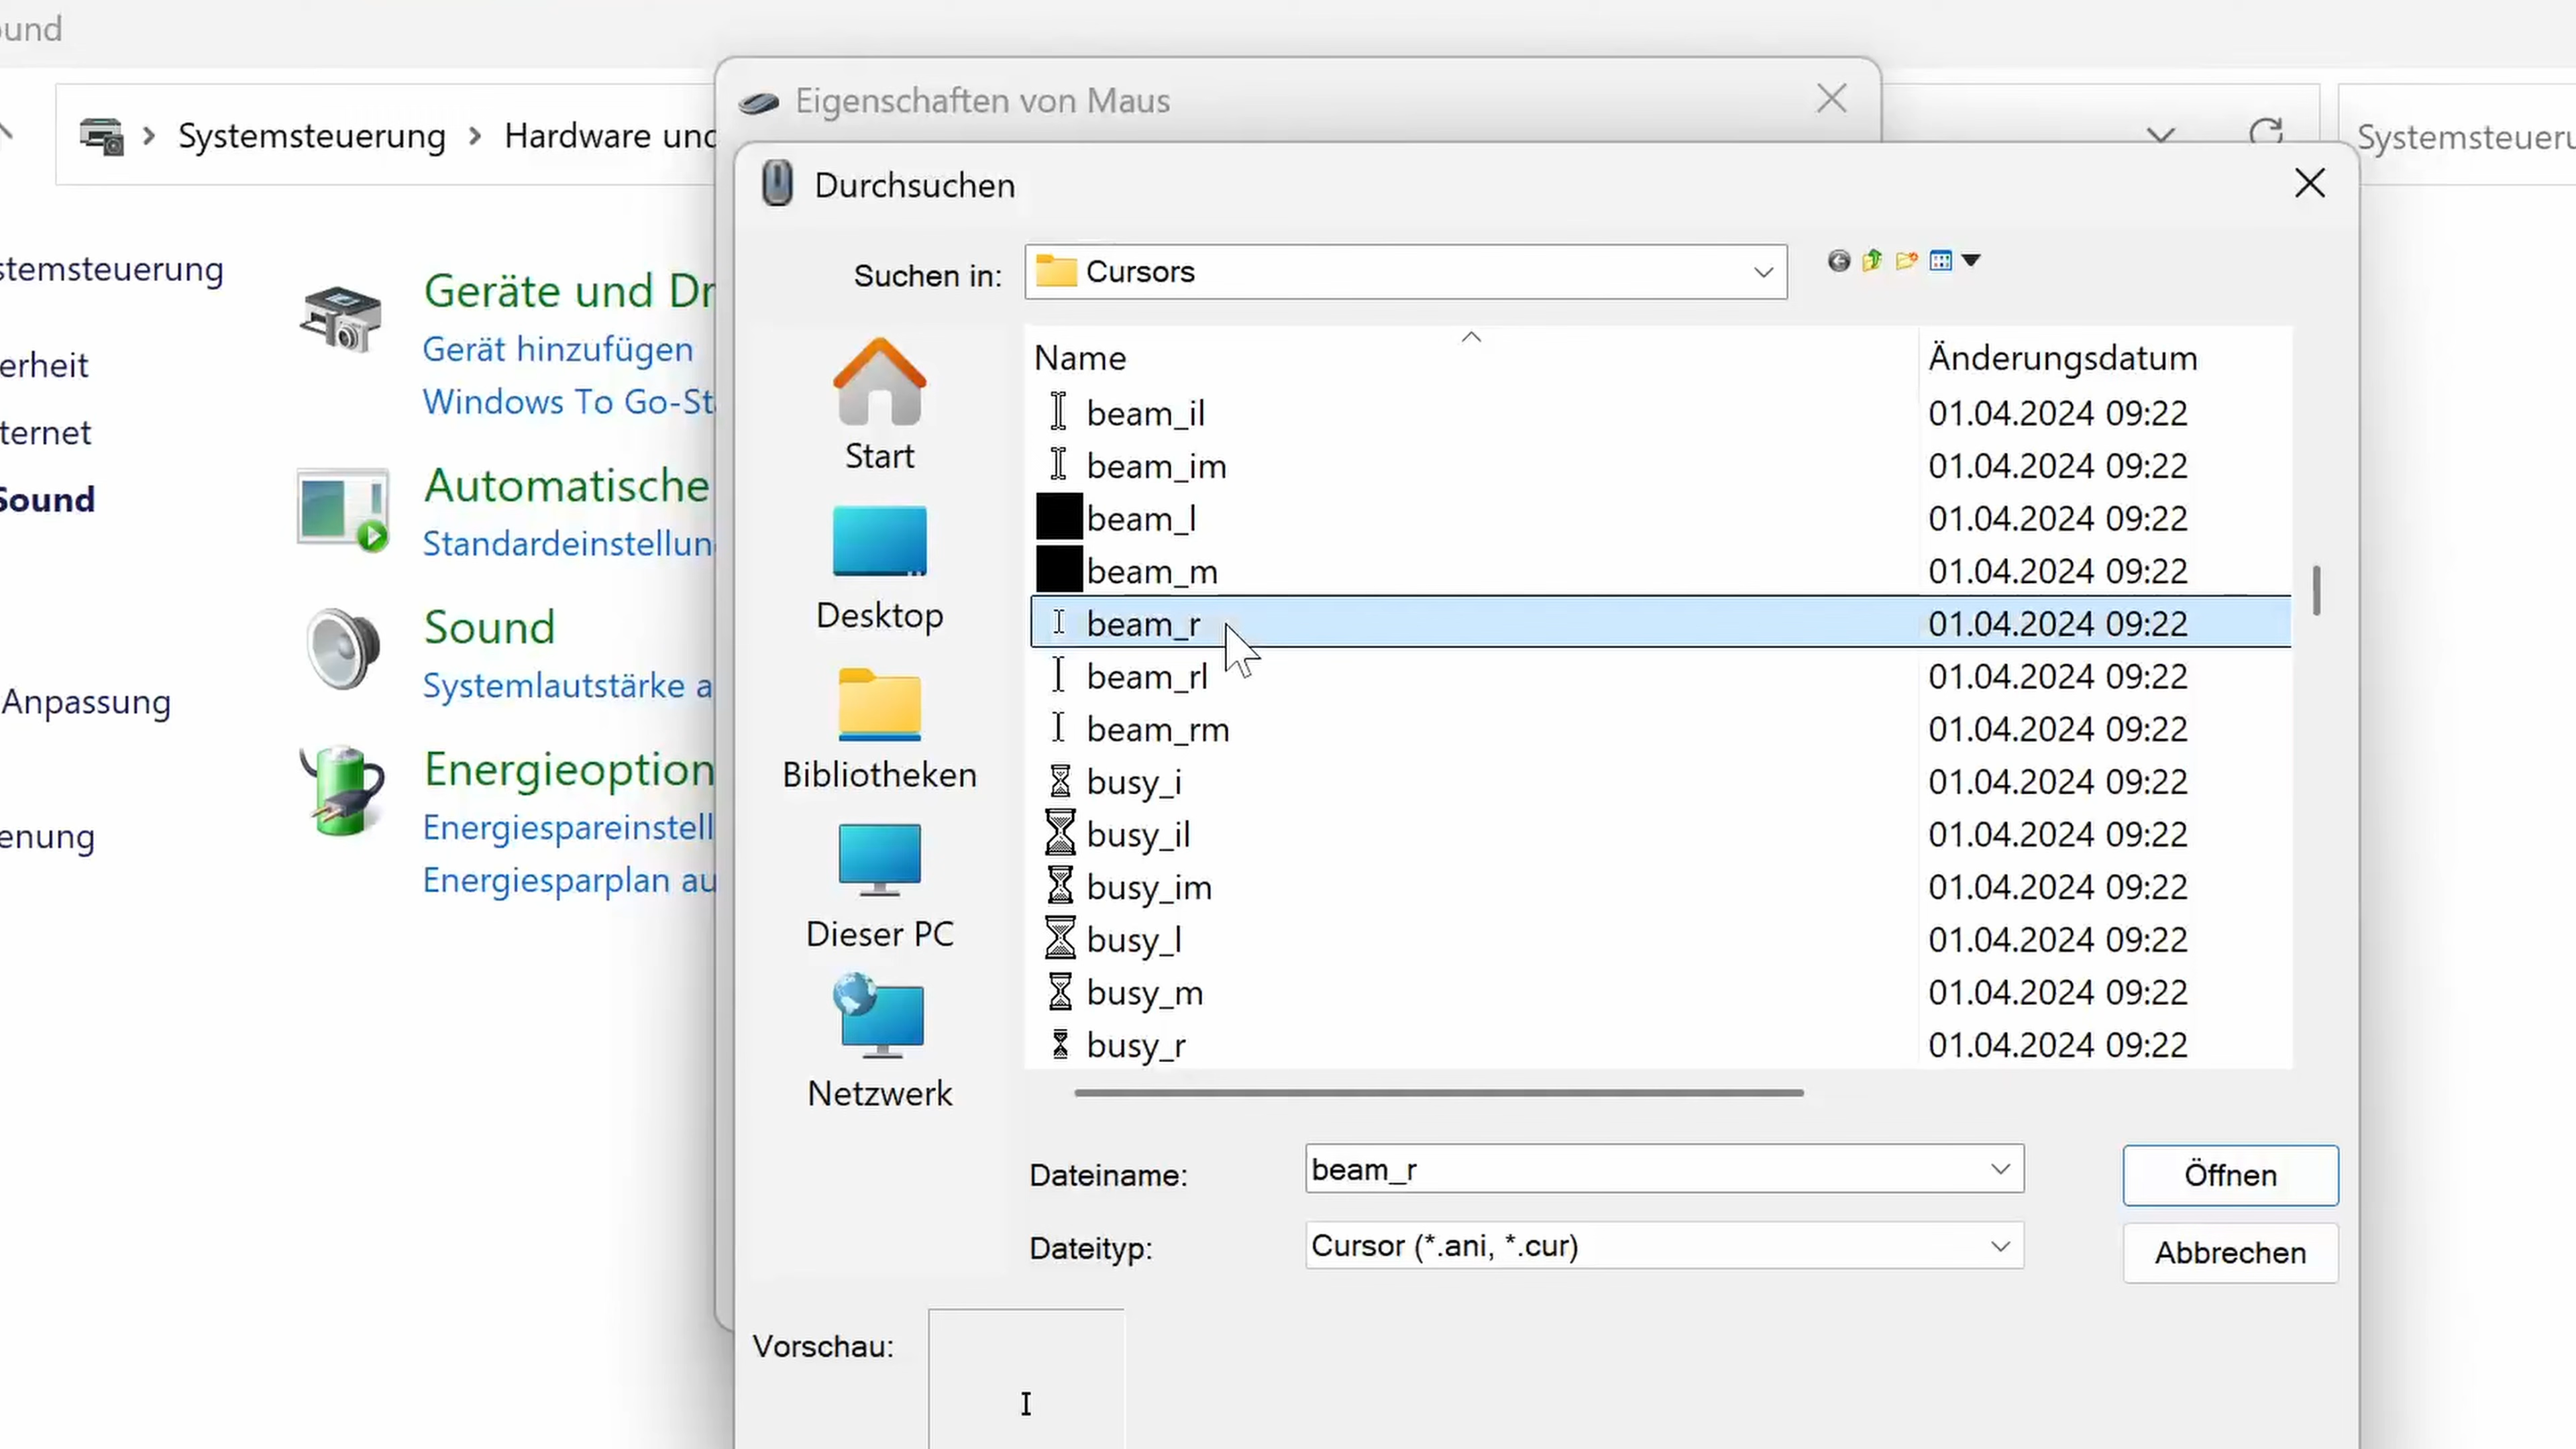 ound
Systemsteuerung
Hardware und
Systemsteueru
Eigenschaften von Maus
Durchsuchen
stemsteuerung
erheit
ternet
Sound
Anpassung
enung
Geräte und Dr
Gerät hinzufügen
Windows To Go-St
Automatische
Standardeinstellun
Sound
Systemlautstärke a
Energieoption
Energiespareinstell
Energiesparplan au
Suchen in:
Cursors
Start
Desktop
Bibliotheken
Dieser PC
Netzwerk
Name Änderungsdatum
beam_il 01.04.2024 09:22
beam_im 01.04.2024 09:22
beam_l 01.04.2024 09:22
beam_m 01.04.2024 09:22
beam_r 01.04.2024 09:22
beam_rl 01.04.2024 09:22
beam_rm 01.04.2024 09:22
busy_i 01.04.2024 09:22
busy_il 01.04.2024 09:22
busy_im 01.04.2024 09:22
busy_l 01.04.2024 09:22
busy_m 01.04.2024 09:22
busy_r 01.04.2024 09:22
Dateiname: beam_r
Öffnen
Dateityp: Cursor (*.ani, *.cur)
Abbrechen
Vorschau: